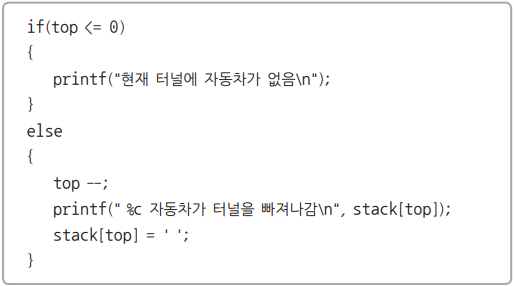 if(top <= 0)
{
printf("현재 터널에 자동차가 없음\n");
}
else
{
top --;
printf(" %c 자동차가 터널을 빠져나감\n", stack[top]);
stack[top] = ' ';
}